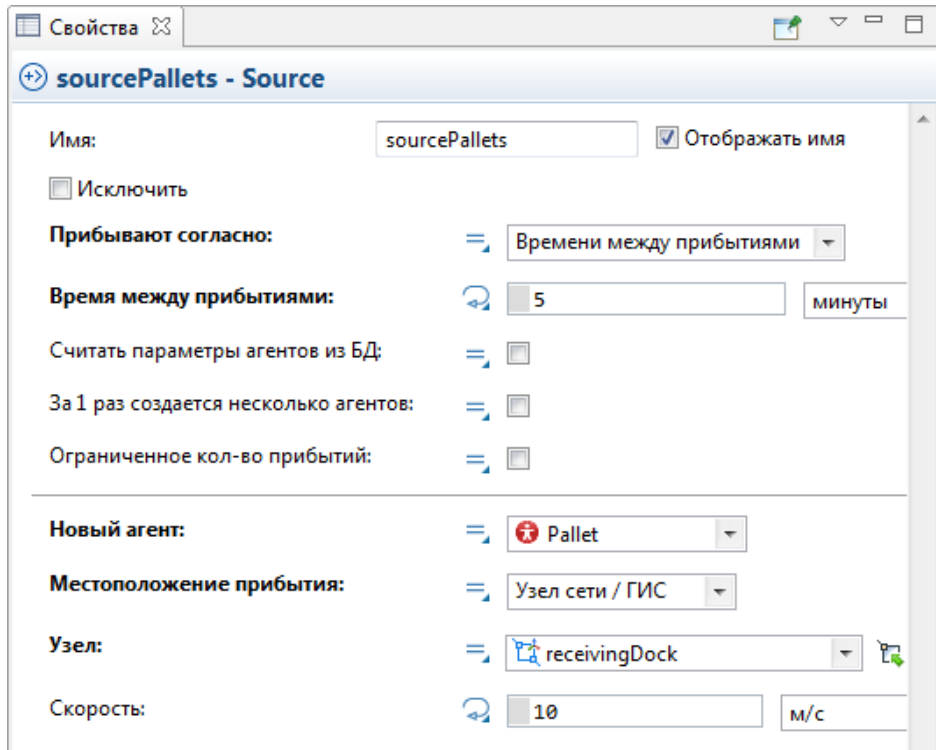 Свойства
sourcePallets - Source
Имя: sourcePallets Отображать имя
Исключить
Прибывают согласно: Времени между прибытиями
Время между прибытиями: 5 минуты
Считать параметры агентов из БД:
За 1 раз создается несколько агентов:
Ограниченное кол-во прибытий:
Новый агент: Pallet
Местоположение прибытия: Узел сети / ГИС
Узел: receivingDock
Скорость: 10 м/с